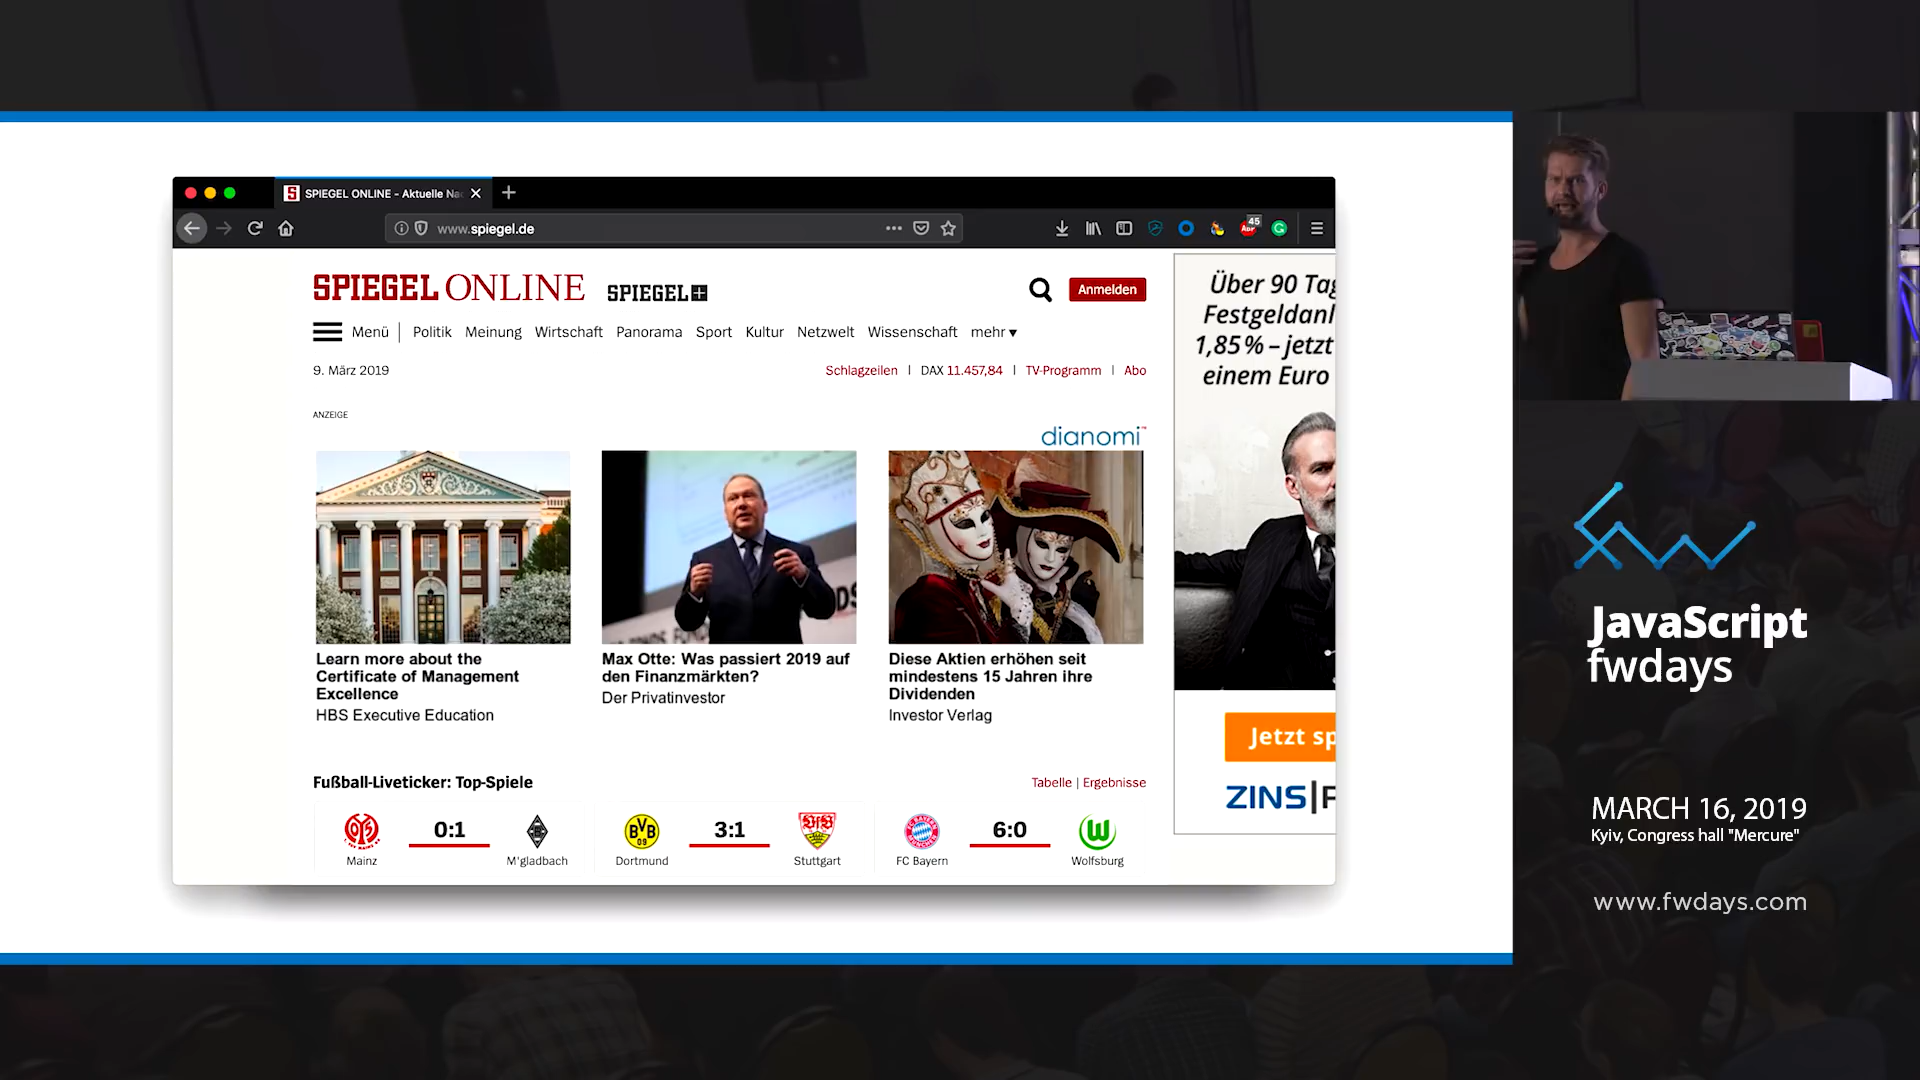 SPIEGEL ONLINE - Aktuelle Na
www.spiegel.de
45
ABP
SPIEGEL ONLINE SPIEGEL+
Anmelden
Menü | Politik Meinung Wirtschaft Panorama Sport Kultur Netzwelt Wissenschaft mehr
9. März 2019
Schlagzeilen | DAX 11.457,84 | TV-Programm | Abo
ANZEIGE
dianomi
Learn more about the
Certificate of Management
Excellence
HBS Executive Education
Max Otte: Was passiert 2019 auf
den Finanzmärkten?
Der Privatinvestor
Diese Aktien erhöhen seit
mindestens 15 Jahren ihre
Dividenden
Investor Verlag
Fußball-Liveticker: Top-Spiele
Tabelle | Ergebnisse
0:1
Mainz
M'gladbach
BVB
09
3:1
VfB
Dortmund
Stuttgart
6:0
FC Bayern
Wolfsburg
Über 90 Tag
Festgeldanl
1,85 % – jetzt
einem Euro
Jetzt sp
ZINS|P
JavaScript
fwdays
MARCH 16, 2019
Kyiv, Congress hall "Mercure"
www.fwdays.com